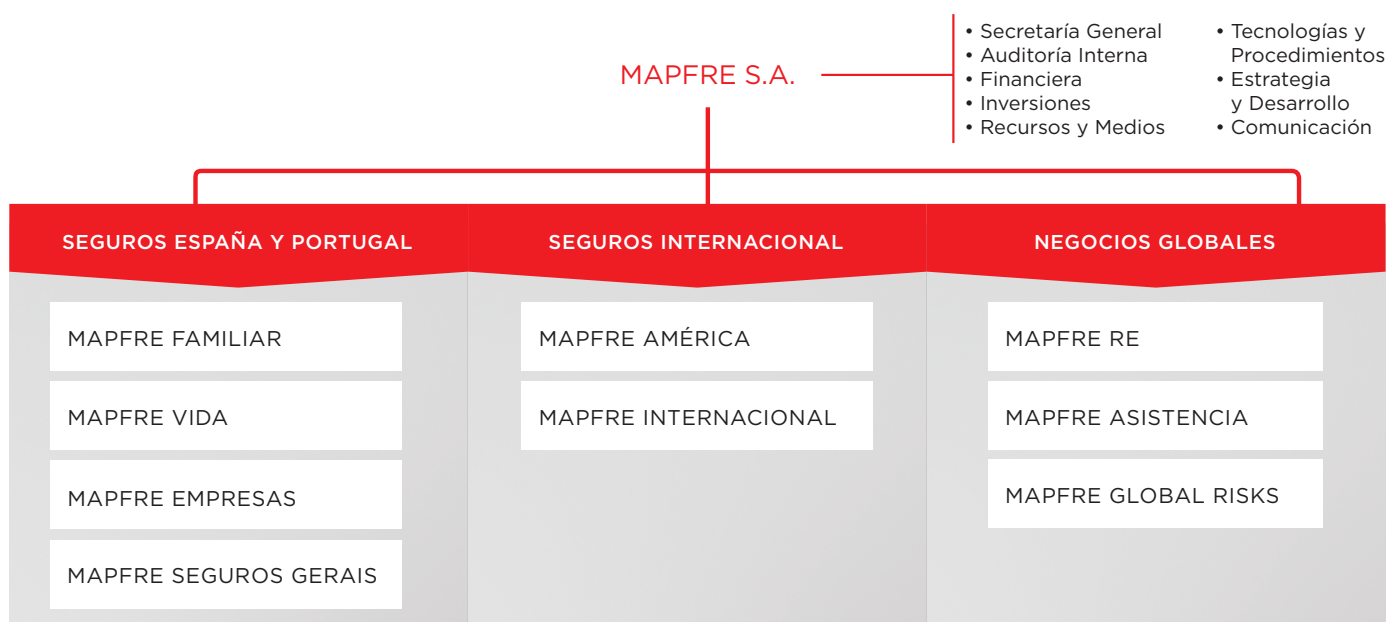 MAPFRE S.A.
• Secretaría General
• Auditoría Interna
• Financiera
• Inversiones
• Recursos y Medios
• Tecnologías y
Procedimientos
• Estrategia
y Desarrollo
• Comunicación
SEGUROS ESPAÑA Y PORTUGAL
MAPFRE FAMILIAR
MAPFRE VIDA
MAPFRE EMPRESAS
MAPFRE SEGUROS GERAIS
SEGUROS INTERNACIONAL
MAPFRE AMÉRICA
MAPFRE INTERNACIONAL
NEGOCIOS GLOBALES
MAPFRE RE
MAPFRE ASISTENCIA
MAPFRE GLOBAL RISKS